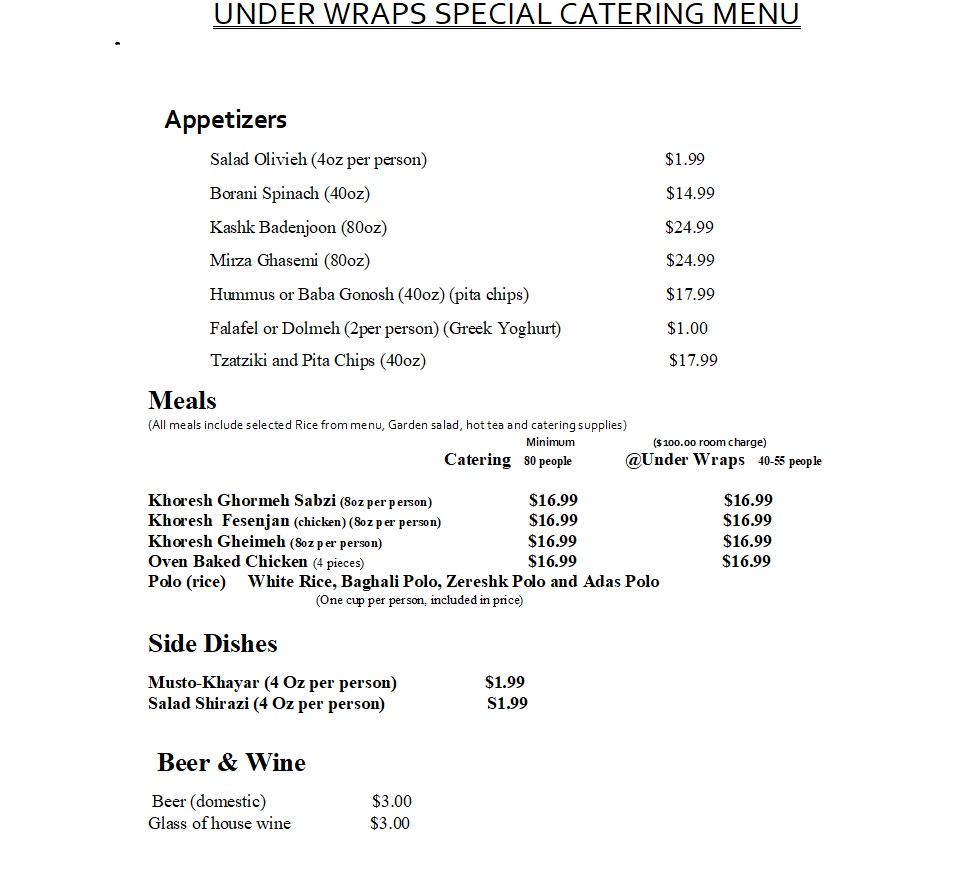 UNDER WRAPS SPECIAL CATERING MENU
Appetizers
Salad Olivieh (4oz per person) $1.99
Borani Spinach (40oz) $14.99
Kashk Badenjoon (80oz) $24.99
Mirza Ghasemi (80oz) $24.99
Hummus or Baba Gonosh (40oz) (pita chips) $17.99
Falafel or Dolmeh (2per person) (Greek Yoghurt) $1.00
Tzatziki and Pita Chips (40oz) $17.99
Meals
(All meals include selected Rice from menu, Garden salad, hot tea and catering supplies)
Minimum ($100.00 room charge)
Catering 80 people @Under Wraps 40-55 people
Khoresh Ghormeh Sabzi (8oz per person) $16.99 $16.99
Khoresh Fesenjan (chicken) (8oz per person) $16.99 $16.99
Khoresh Gheimeh (8oz per person) $16.99 $16.99
Oven Baked Chicken (4 pieces) $16.99 $16.99
Polo (rice) White Rice, Baghali Polo, Zereshk Polo and Adas Polo
(One cup per person, included in price)
Side Dishes
Musto-Khayar (4 Oz per person) $1.99
Salad Shirazi (4 Oz per person) $1.99
Beer & Wine
Beer (domestic) $3.00
Glass of house wine $3.00